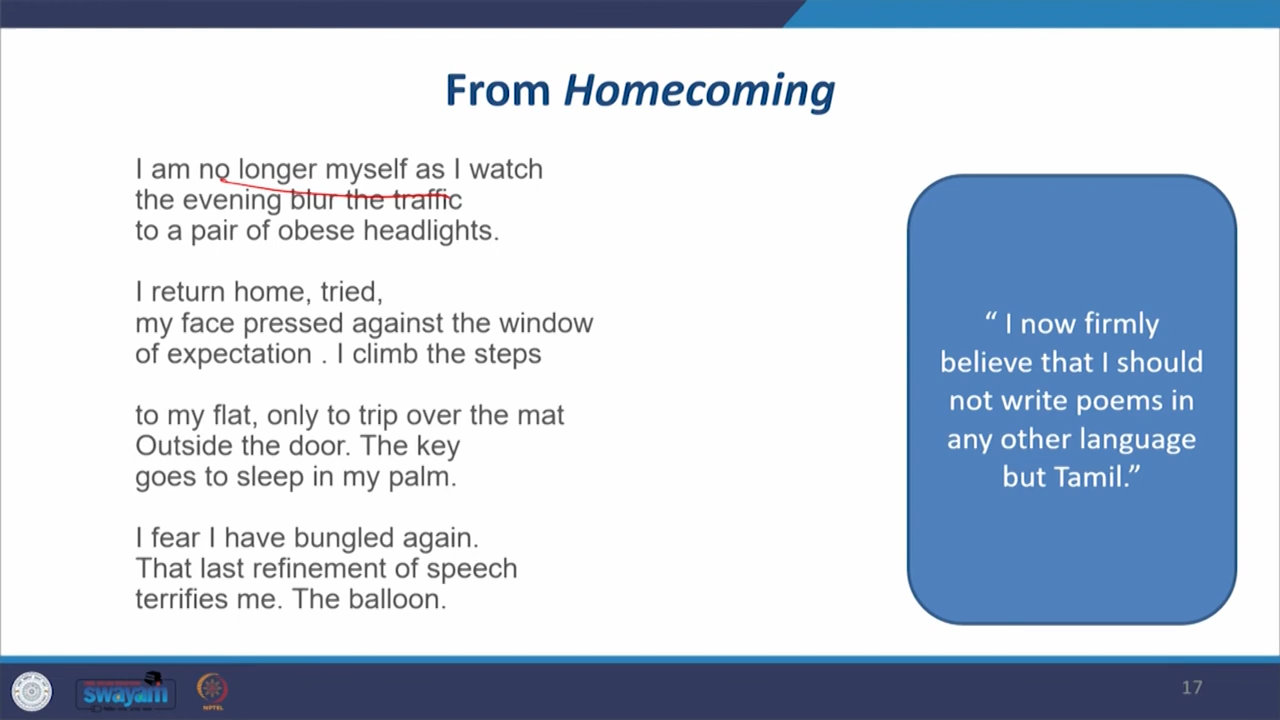 From Homecoming
I am no longer myself as I watch
the evening blur the traffic
to a pair of obese headlights.
I return home, tried,
my face pressed against the window
of expectation . I climb the steps
to my flat, only to trip over the mat
Outside the door. The key
goes to sleep in my palm.
I fear I have bungled again.
That last refinement of speech
terrifies me. The balloon.
“ I now firmly
believe that I should
not write poems in
any other language
but Tamil.”
swayam
NPTEL
17